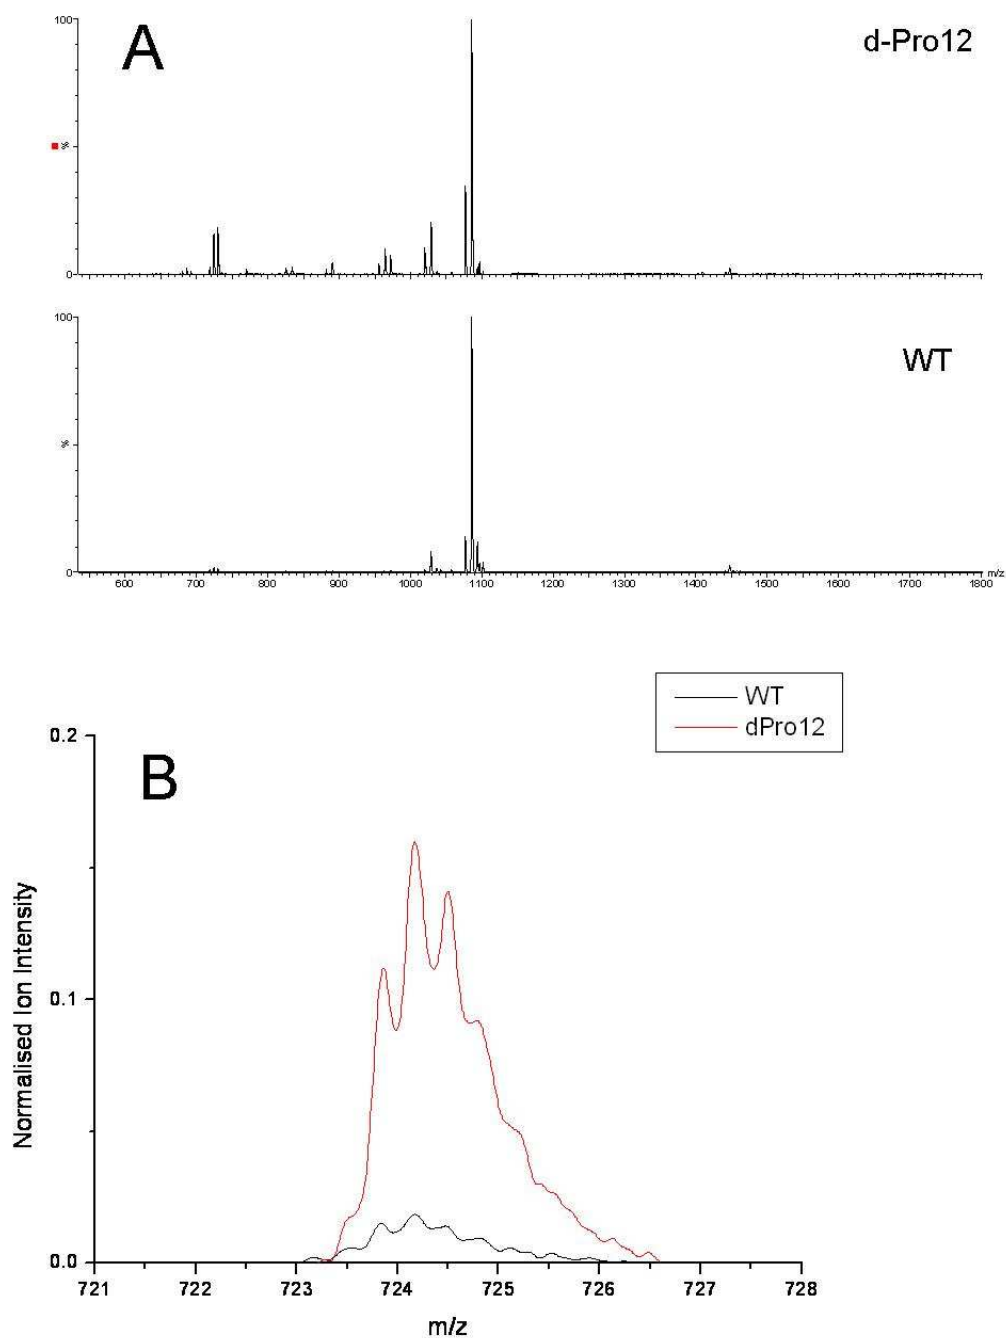 A
d-Pro12
100
%
0
WT
100
%
0
600 700 800 900 1000 1100 1200 1300 1400 1500 1600 1700 1800 m/z
WT
dPro12
B
0.2
0.1
0.0
Normalised Ion Intensity
721 722 723 724 725 726 727 728
m/z